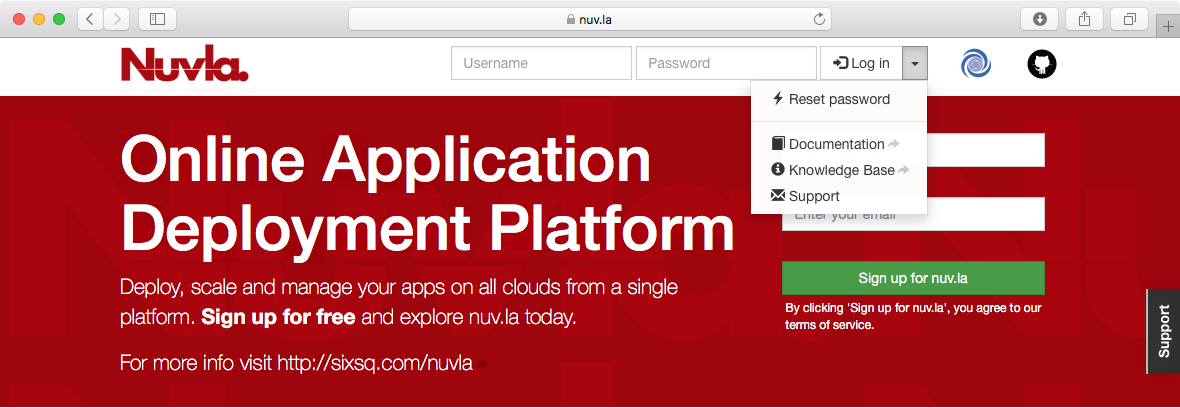 nuv.la
Nuvla.
Username
Password
Log in
Reset password
Documentation
Knowledge Base
Support
Online Application
Deployment Platform
Deploy, scale and manage your apps on all clouds from a single
platform. Sign up for free and explore nuv.la today.
For more info visit http://sixsq.com/nuvla
Enter your email
Sign up for nuv.la
By clicking 'Sign up for nuv.la', you agree to our
terms of service.
Support